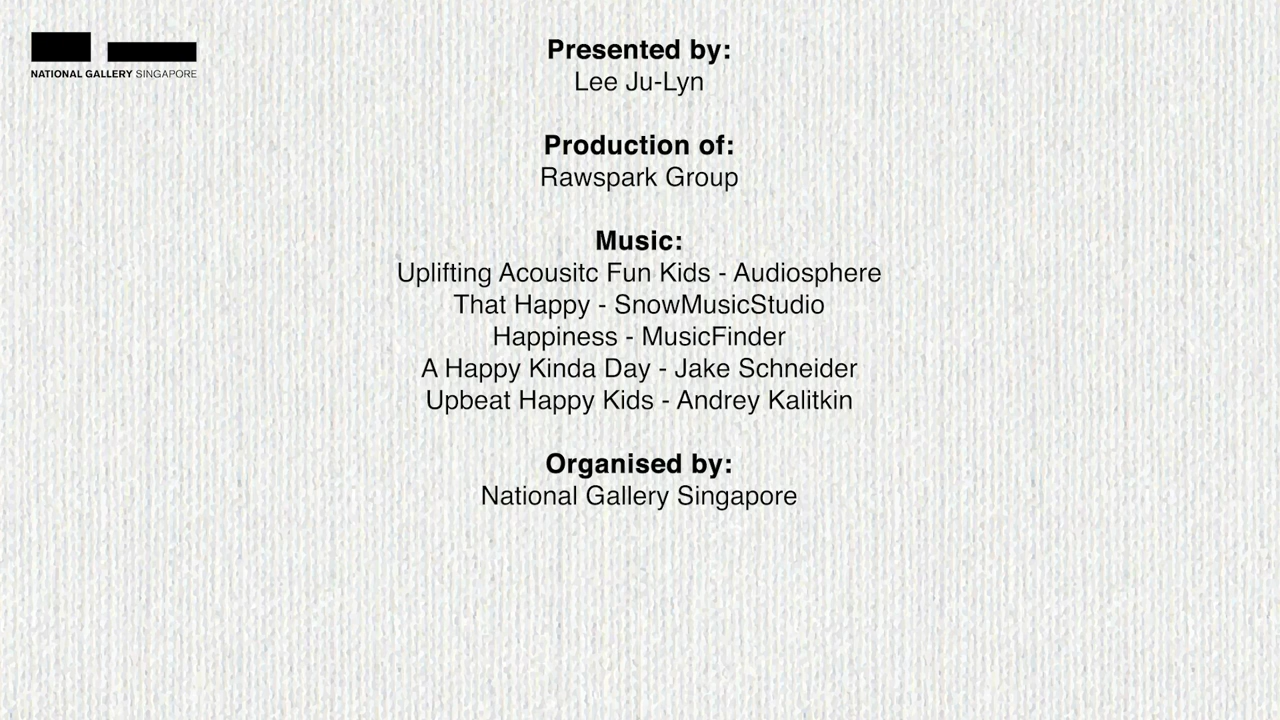 NATIONAL GALLERY SINGAPORE
Presented by:
Lee Ju-Lyn
Production of:
Rawspark Group
Music:
Uplifting Acousitc Fun Kids - Audiosphere
That Happy - SnowMusicStudio
Happiness - MusicFinder
A Happy Kinda Day - Jake Schneider
Upbeat Happy Kids - Andrey Kalitkin
Organised by:
National Gallery Singapore